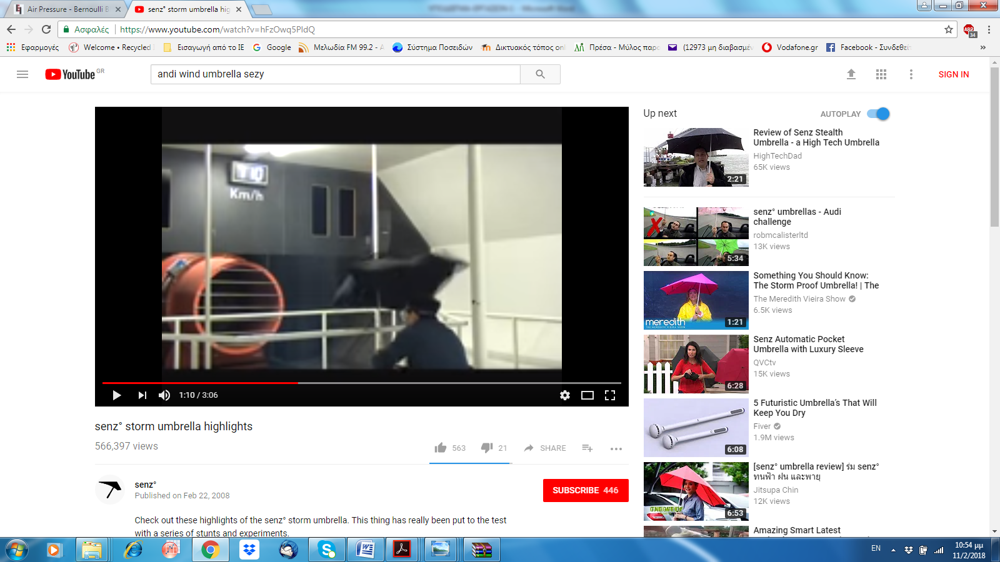 Air Pressure - Bernoulli B
senz° storm umbrella hig
Ασφαλές
https://www.youtube.com/watch?v=hFzOwq5PldQ
ABP
34
Εφαρμογές
Welcome • Recycled
Εισαγωγή από το IE
Google
Μελωδία FM 99.2 - Α
Σύστημα Ποσειδών
Δικτυακός τόπος onl
Πρέσα - Μύλος παρο
(12973 μη διαβασμέν
Vodafone.gr
Facebook - Συνδεθείτ
»
YouTube GR
andi wind umbrella sezy
SIGN IN
Km/h
1:10 / 3:06
senz° storm umbrella highlights
566,397 views
563
21
SHARE
senz°
Published on Feb 22, 2008
SUBSCRIBE 446
Check out these highlights of the senz° storm umbrella. This thing has really been put to the test
with a series of stunts and experiments.
Up next
AUTOPLAY
2:21
Review of Senz Stealth
Umbrella - a High Tech Umbrella
HighTechDad
65K views
5:34
senz° umbrellas - Audi
challenge
robmcalisterltd
13K views
meredith
THE MEREDITH VIEIRA SHOW
1:21
Something You Should Know:
The Storm Proof Umbrella! | The
The Meredith Vieira Show
6.5K views
6:28
Senz Automatic Pocket
Umbrella with Luxury Sleeve
QVCtv
15K views
6:08
5 Futuristic Umbrella’s That Will
Keep You Dry
Fiver
1.9M views
6:53
[senz° umbrella review] ร่ม senz°
ทนฟ้า ฝน และพายุ
Jitsupa Chin
12K views
Amazing Smart Latest
EN
10:54 μμ
11/2/2018